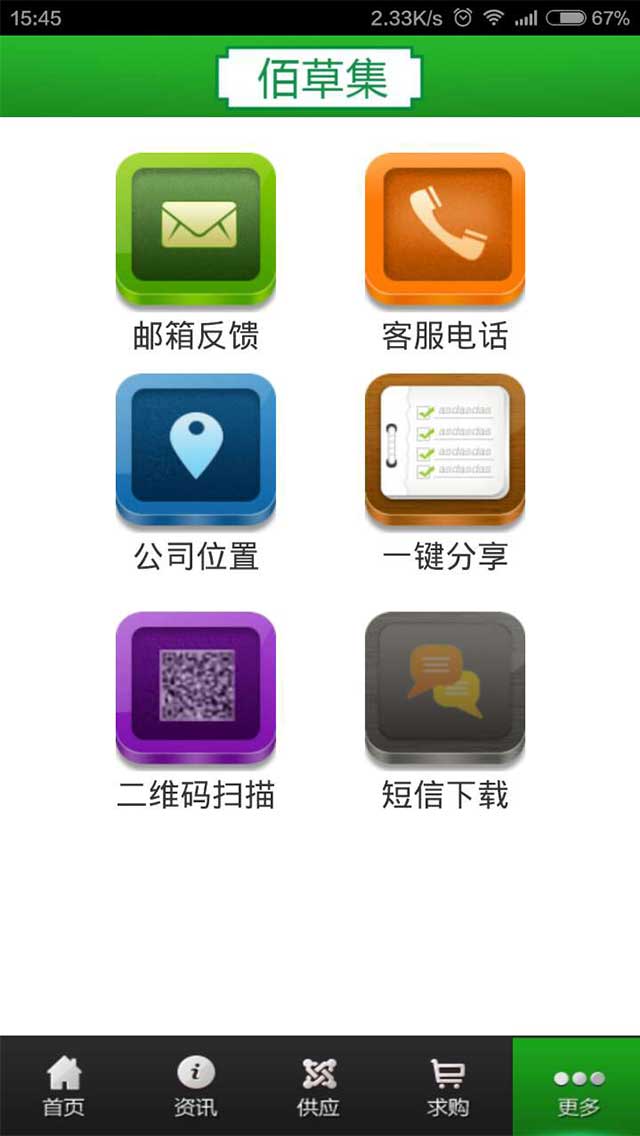 15:45 2.33K/s 67%
佰草集
邮箱反馈 客服电话
asdasdas
asdasdas
asdasdas
asdasdas
公司位置 一键分享
二维码扫描 短信下载
首页 资讯 供应 求购 更多